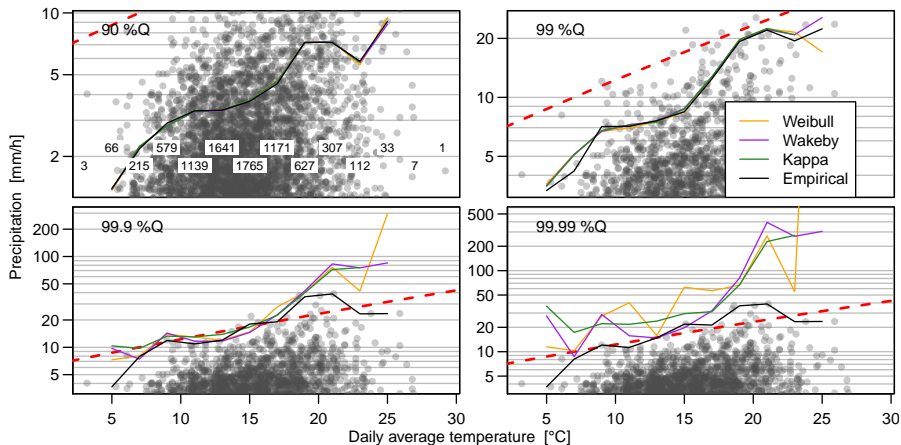 10
90 %Q
5
2
66 579 1641 1171 307 33 1
3 215 1139 1765 627 112 7
99 %Q
20
10
5
Weibull
Wakeby
Kappa
Empirical
Precipitation [mm/h]
99.9 %Q
200
100
50
20
10
5
5 10 15 20 25 30
99.99 %Q
500
200
100
50
20
10
5
5 10 15 20 25 30
Daily average temperature [°C]